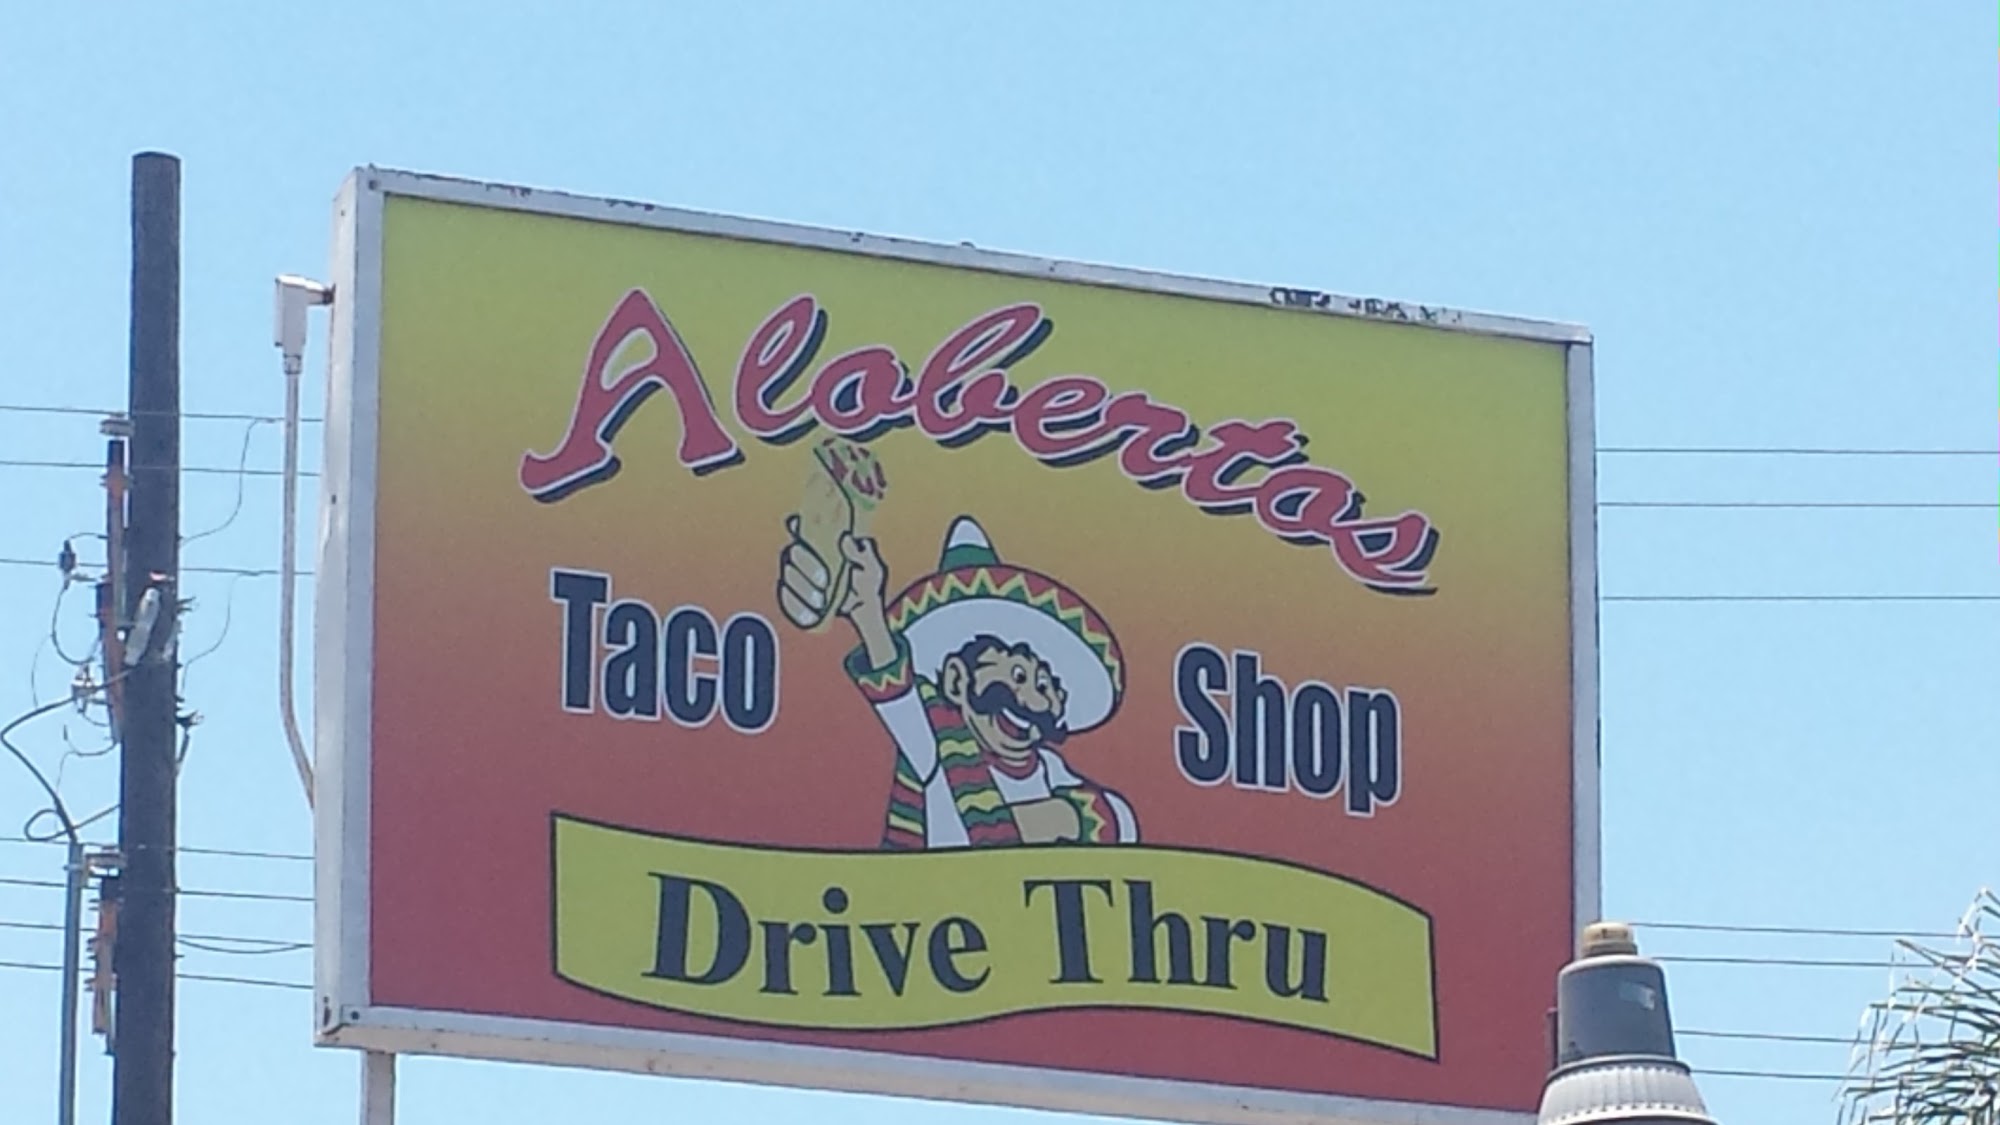 Alobertos
Taco Shop
Drive Thru